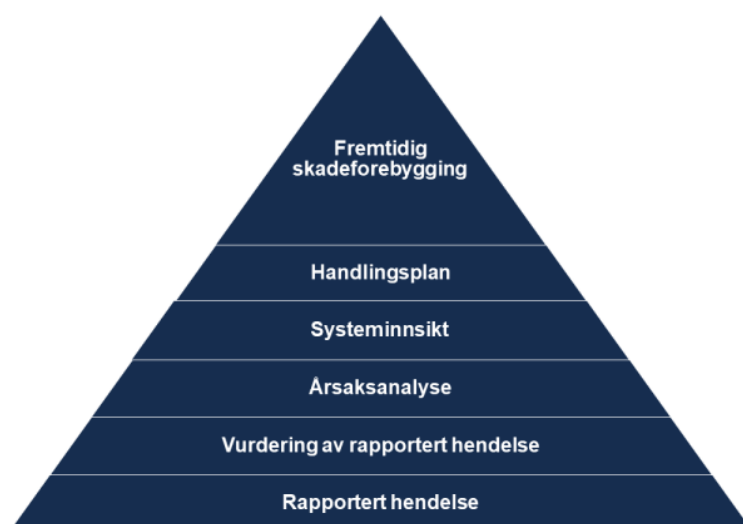 Fremtidig
skadeforebygging
Handlingsplan
Systeminnsikt
Årsaksanalyse
Vurdering av rapportert hendelse
Rapportert hendelse